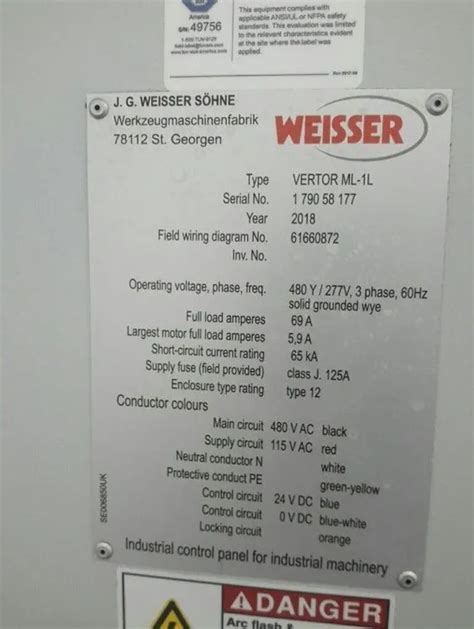 America
S/N: 49756
This equipment complies with
applicable ANSI/UL or NFPA safety
standards. This evaluation was limited
to the relevant characteristics evident
at the site where the label was
applied.
J. G. WEISSER SÖHNE
Werkzeugmaschinenfabrik
78112 St. Georgen
WEISSER
Type VERTOR ML-1L
Serial No. 1 790 58 177
Year 2018
Field wiring diagram No. 61660872
Inv. No.
Operating voltage, phase, freq. 480 Y / 277V, 3 phase, 60Hz
solid grounded wye
Full load amperes 69 A
Largest motor full load amperes 5,9 A
Short-circuit current rating 65 kA
Supply fuse (field provided) class J. 125A
Enclosure type rating type 12
Conductor colours
Main circuit 480 V AC black
Supply circuit 115 V AC red
Neutral conductor N white
Protective conduct PE green-yellow
Control circuit 24 V DC blue
Control circuit 0 V DC blue-white
Locking circuit orange
SE006850UK
Industrial control panel for industrial machinery
DANGER
Arc flash &